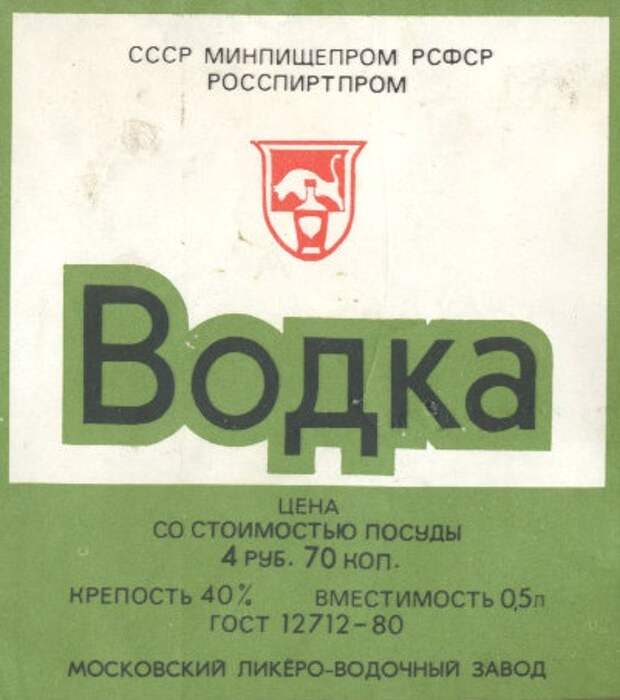 СССР МИНПИЩЕПРОМ РСФСР
РОССПИРТПРОМ
Водка
ЦЕНА
СО СТОИМОСТЬЮ ПОСУДЫ
4 РУБ. 70 КОП.
КРЕПОСТЬ 40% ВМЕСТИМОСТЬ 0,5л
ГОСТ 12712-80
МОСКОВСКИЙ ЛИКЁРО-ВОДОЧНЫЙ ЗАВОД